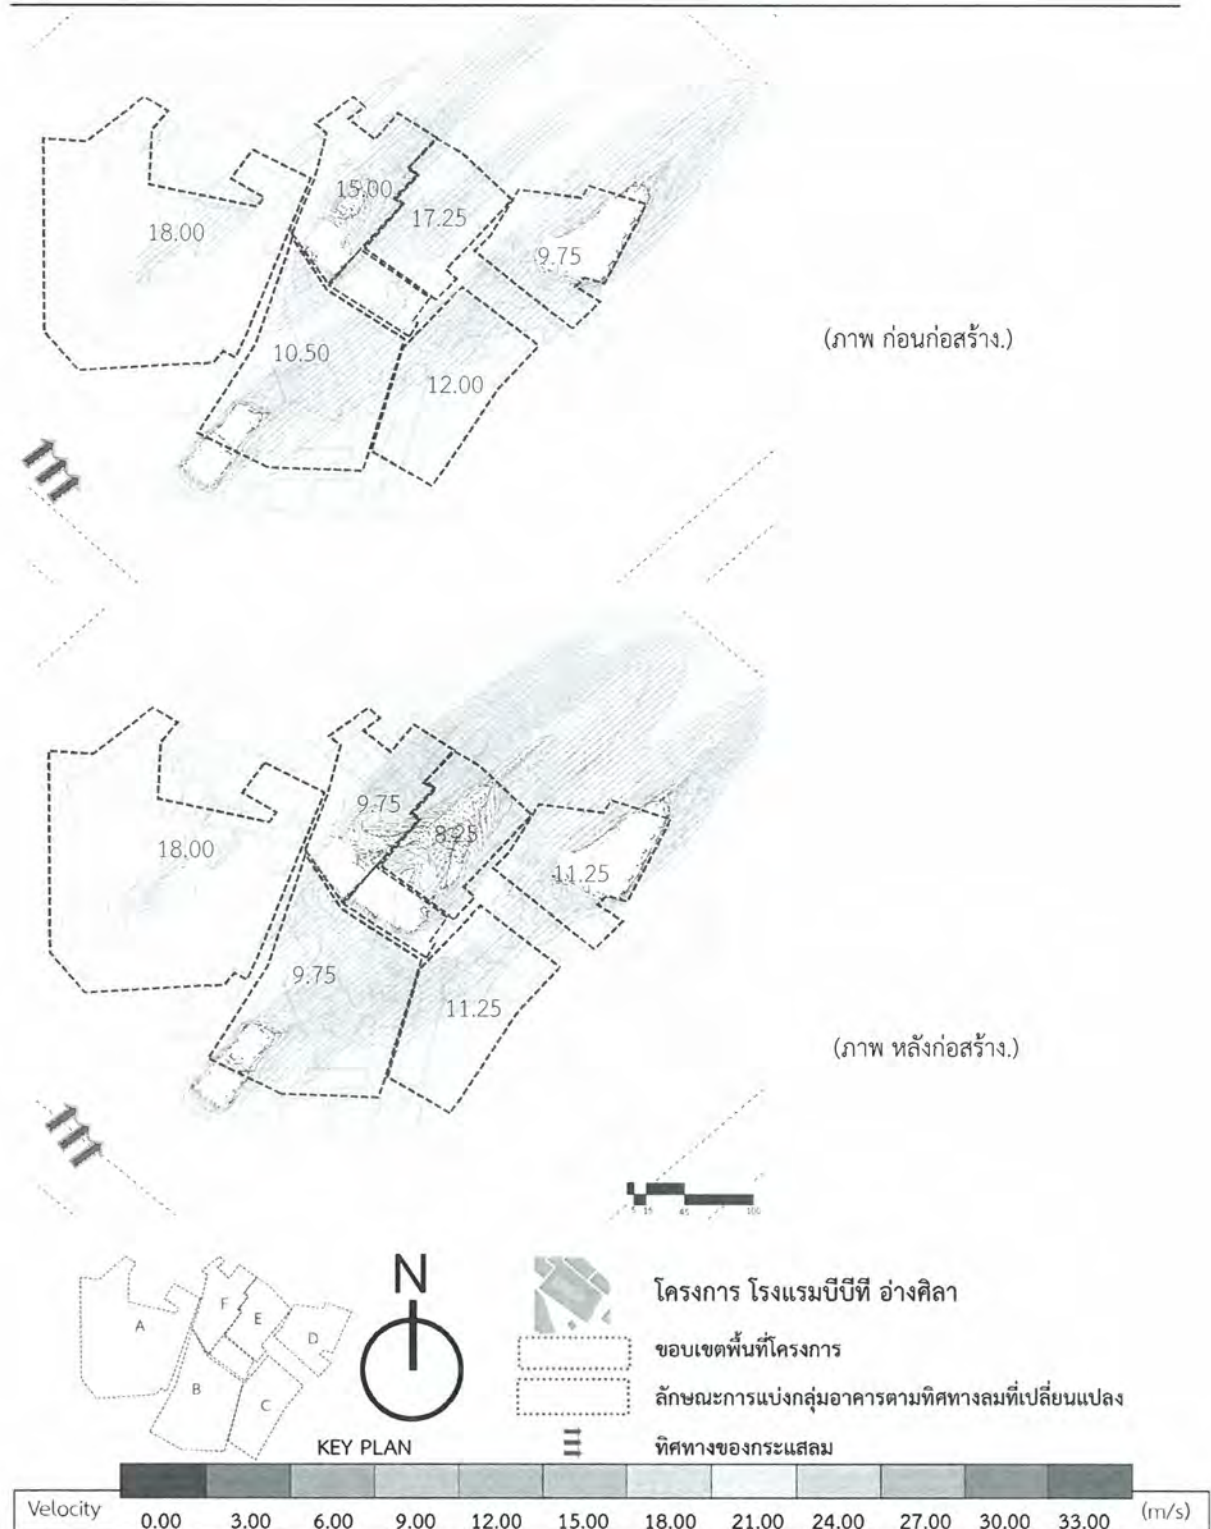 15.00
17.25
18.00
9.75
(ภาพ ก่อนก่อสร้าง.)
10.50
12.00
9.75
8.25
18.00
11.25
9.75
11.25
(ภาพ หลังก่อสร้าง.)
5 15 45 100
N
โครงการ โรงแรมบีบีที อ่างศิลา
F
E
A
D
ขอบเขตพื้นที่โครงการ
B
C
ลักษณะการแบ่งกลุ่มอาคารตามทิศทางลมที่เปลี่ยนแปลง
KEY PLAN
ทิศทางของกระแสลม
Velocity 0.00 3.00 6.00 9.00 12.00 15.00 18.00 21.00 24.00 27.00 30.00 33.00 (m/s)